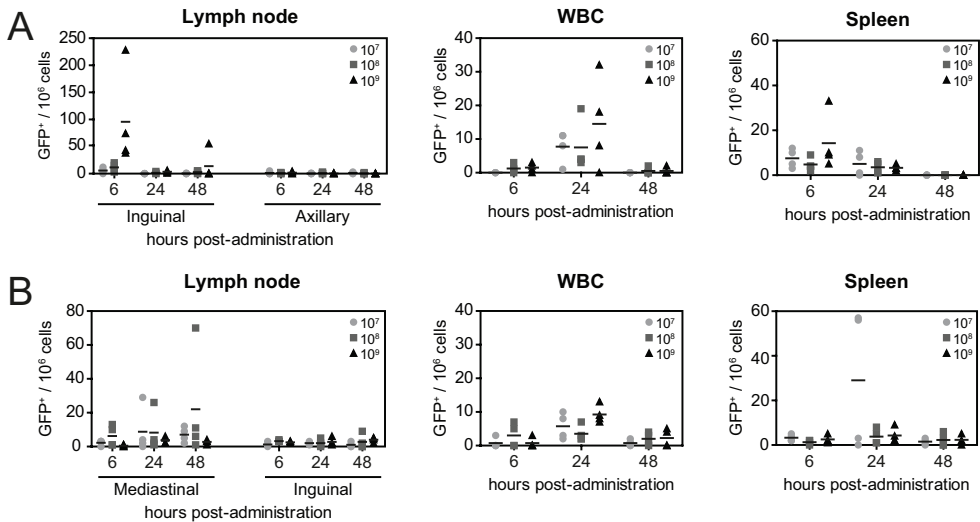 A
Lymph node
GFP⁺ / 10⁶ cells
250
200
150
100
50
0
10⁷
10⁸
10⁹
6 24 48 6 24 48
Inguinal Axillary
hours post-administration
WBC
GFP⁺ / 10⁶ cells
40
30
20
10
0
10⁷
10⁸
10⁹
6 24 48
hours post-administration
Spleen
GFP⁺ / 10⁶ cells
60
40
20
0
10⁷
10⁸
10⁹
6 24 48
hours post-administration
B
Lymph node
GFP⁺ / 10⁶ cells
80
60
40
20
0
10⁷
10⁸
10⁹
6 24 48 6 24 48
Mediastinal Inguinal
hours post-administration
WBC
GFP⁺ / 10⁶ cells
40
30
20
10
0
10⁷
10⁸
10⁹
6 24 48
hours post-administration
Spleen
GFP⁺ / 10⁶ cells
60
40
20
0
10⁷
10⁸
10⁹
6 24 48
hours post-administration